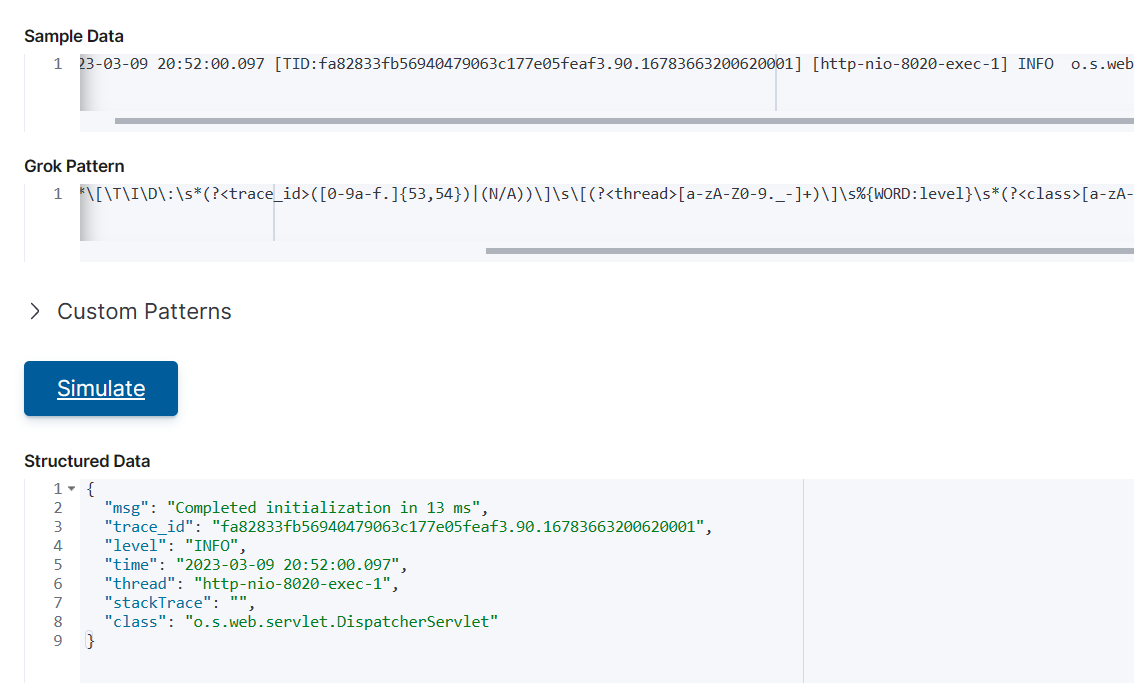 Sample Data
1 23-03-09 20:52:00.097 [TID:fa82833fb56940479063c177e05feaf3.90.16783663200620001] [http-nio-8020-exec-1] INFO  o.s.web
Grok Pattern
1 *\[\T\I\D\:\s*(?<trace_id>([0-9a-f.]{53,54})|(N/A))\]\s\[(?<thread>[a-zA-Z0-9._-]+)\]\s%{WORD:level}\s*(?<class>[a-zA-
Custom Patterns
Simulate
Structured Data
1 {
2 "msg": "Completed initialization in 13 ms",
3 "trace_id": "fa82833fb56940479063c177e05feaf3.90.16783663200620001",
4 "level": "INFO",
5 "time": "2023-03-09 20:52:00.097",
6 "thread": "http-nio-8020-exec-1",
7 "stackTrace": "",
8 "class": "o.s.web.servlet.DispatcherServlet"
9 }